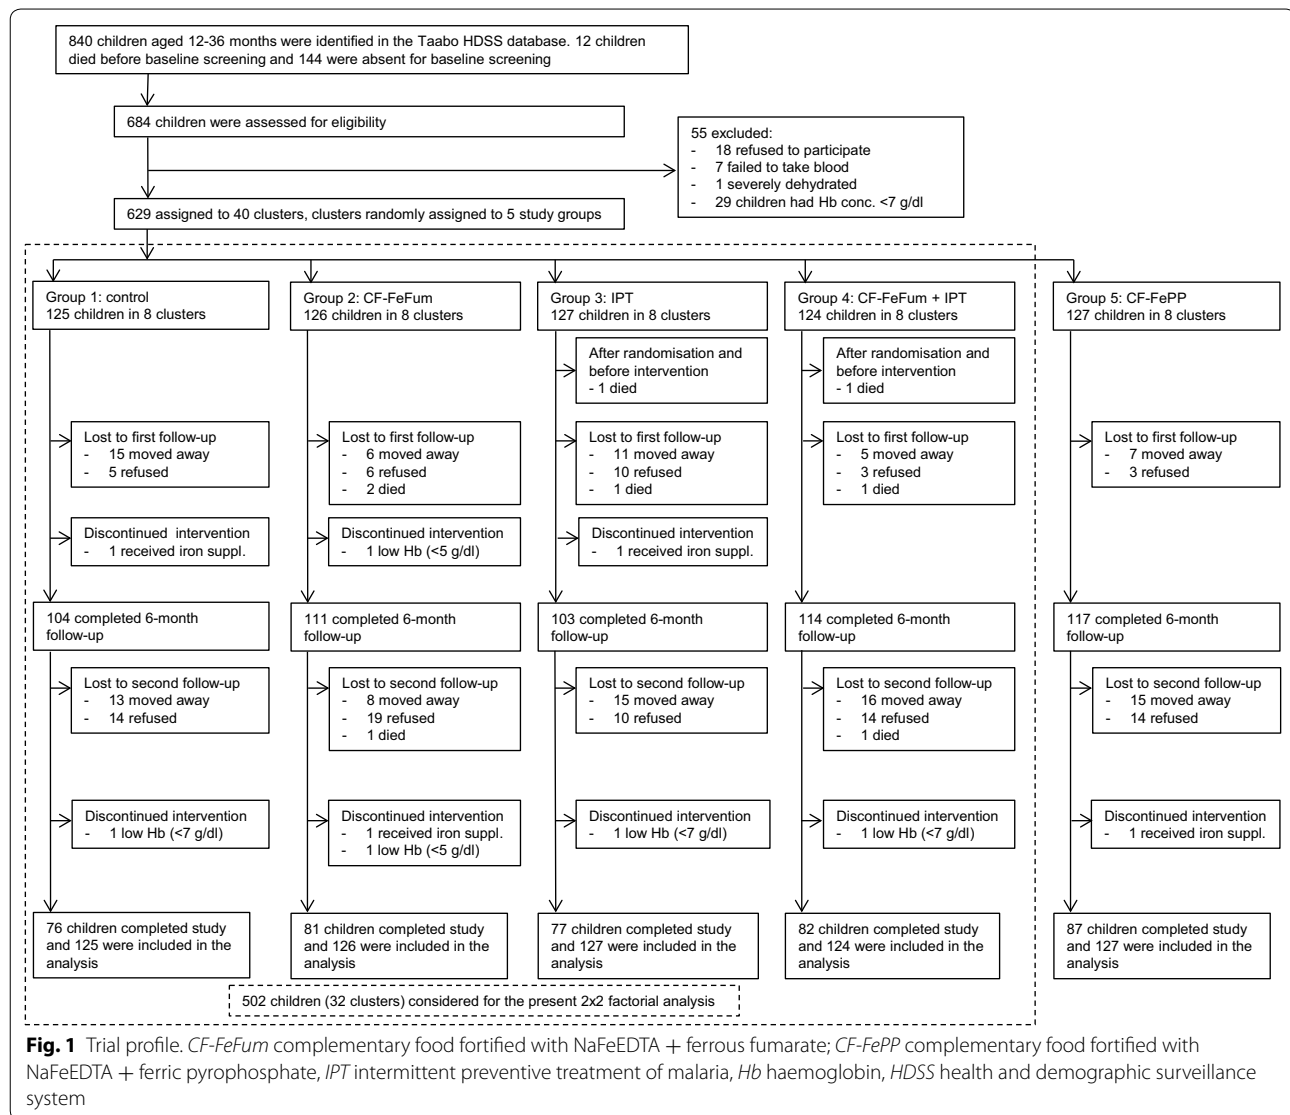 840 children aged 12-36 months were identified in the Taabo HDSS database. 12 children
died before baseline screening and 144 were absent for baseline screening
684 children were assessed for eligibility
55 excluded:
- 18 refused to participate
- 7 failed to take blood
- 1 severely dehydrated
- 29 children had Hb conc. <7 g/dl
629 assigned to 40 clusters, clusters randomly assigned to 5 study groups
Group 1: control
125 children in 8 clusters
Group 2: CF-FeFum
126 children in 8 clusters
Group 3: IPT
127 children in 8 clusters
Group 4: CF-FeFum + IPT
124 children in 8 clusters
Group 5: CF-FePP
127 children in 8 clusters
After randomisation and
before intervention
- 1 died
After randomisation and
before intervention
- 1 died
Lost to first follow-up
- 15 moved away
- 5 refused
Lost to first follow-up
- 6 moved away
- 6 refused
- 2 died
Lost to first follow-up
- 11 moved away
- 10 refused
- 1 died
Lost to first follow-up
- 5 moved away
- 3 refused
- 1 died
Lost to first follow-up
- 7 moved away
- 3 refused
Discontinued intervention
- 1 received iron suppl.
Discontinued intervention
- 1 low Hb (<5 g/dl)
Discontinued intervention
- 1 received iron suppl.
104 completed 6-month
follow-up
111 completed 6-month
follow-up
103 completed 6-month
follow-up
114 completed 6-month
follow-up
117 completed 6-month
follow-up
Lost to second follow-up
- 13 moved away
- 14 refused
Lost to second follow-up
- 8 moved away
- 19 refused
- 1 died
Lost to second follow-up
- 15 moved away
- 10 refused
Lost to second follow-up
- 16 moved away
- 14 refused
- 1 died
Lost to second follow-up
- 15 moved away
- 14 refused
Discontinued intervention
- 1 low Hb (<7 g/dl)
Discontinued intervention
- 1 received iron suppl.
- 1 low Hb (<5 g/dl)
Discontinued intervention
- 1 low Hb (<7 g/dl)
Discontinued intervention
- 1 low Hb (<7 g/dl)
Discontinued intervention
- 1 received iron suppl.
76 children completed study
and 125 were included in the
analysis
81 children completed study
and 126 were included in the
analysis
77 children completed study
and 127 were included in the
analysis
82 children completed study
and 124 were included in the
analysis
87 children completed study
and 127 were included in the
analysis
502 children (32 clusters) considered for the present 2x2 factorial analysis
Fig. 1 Trial profile. CF-FeFum complementary food fortified with NaFeEDTA + ferrous fumarate; CF-FePP complementary food fortified with
NaFeEDTA + ferric pyrophosphate, IPT intermittent preventive treatment of malaria, Hb haemoglobin, HDSS health and demographic surveillance
system